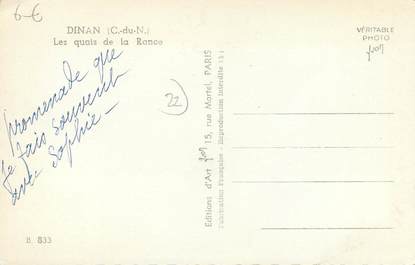 6-€
DINAN (C.-du-N.)
Les quais de la Rance
promenade que
je fais souvent
avec Sophie —
22
VÉRITABLE
PHOTO
Editions d'Art yvon 15, rue Martel, PARIS
Fabrication Française - Reproduction Interdite
B. 833